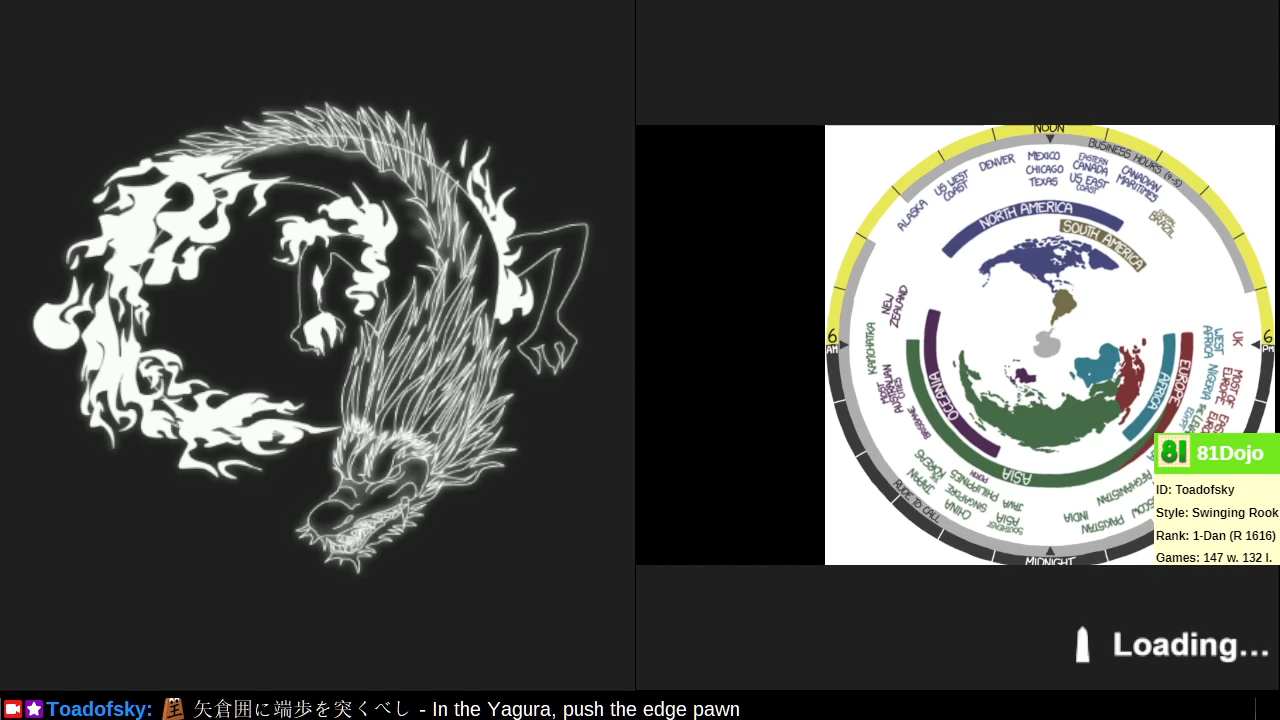 NOON
BUSINESS HOURS (9-5)
ALASKA
US WEST COAST
DENVER
MEXICO
CHICAGO
TEXAS
EASTERN CANADA
US EAST COAST
CANADIAN MARITIMES
BRAZIL
NORTH AMERICA
SOUTH AMERICA
NEW ZEALAND
6 AM
6 PM
KAMCHATKA
UK
WEST AFRICA
NIGERIA
MOST OF EUROPE
EGYPT
OCEANIA
AFRICA
EUROPE
ASIA
BRISBANE
JAPAN
KOREAS
PERTH
PHILIPPINES
SINGAPORE
CHINA
JAVA
SOUTHEAST ASIA
INDIA
PAKISTAN
AFGHANISTAN
RUDE TO CALL
MIDNIGHT
81 81Dojo
ID: Toadofsky
Style: Swinging Rook
Rank: 1-Dan (R 1616)
Games: 147 w. 132 l.
Loading...
Toadofsky: 矢倉囲に端歩を突くべし - In the Yagura, push the edge pawn